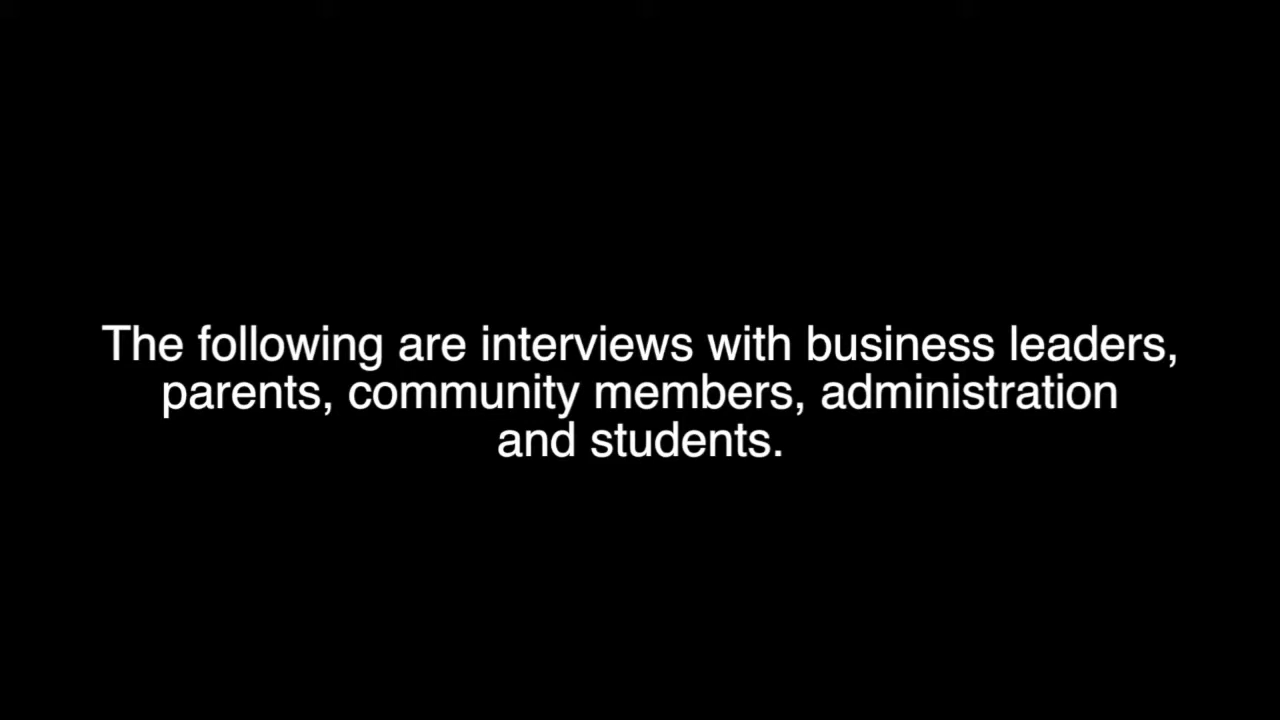 The following are interviews with business leaders,
parents, community members, administration
and students.